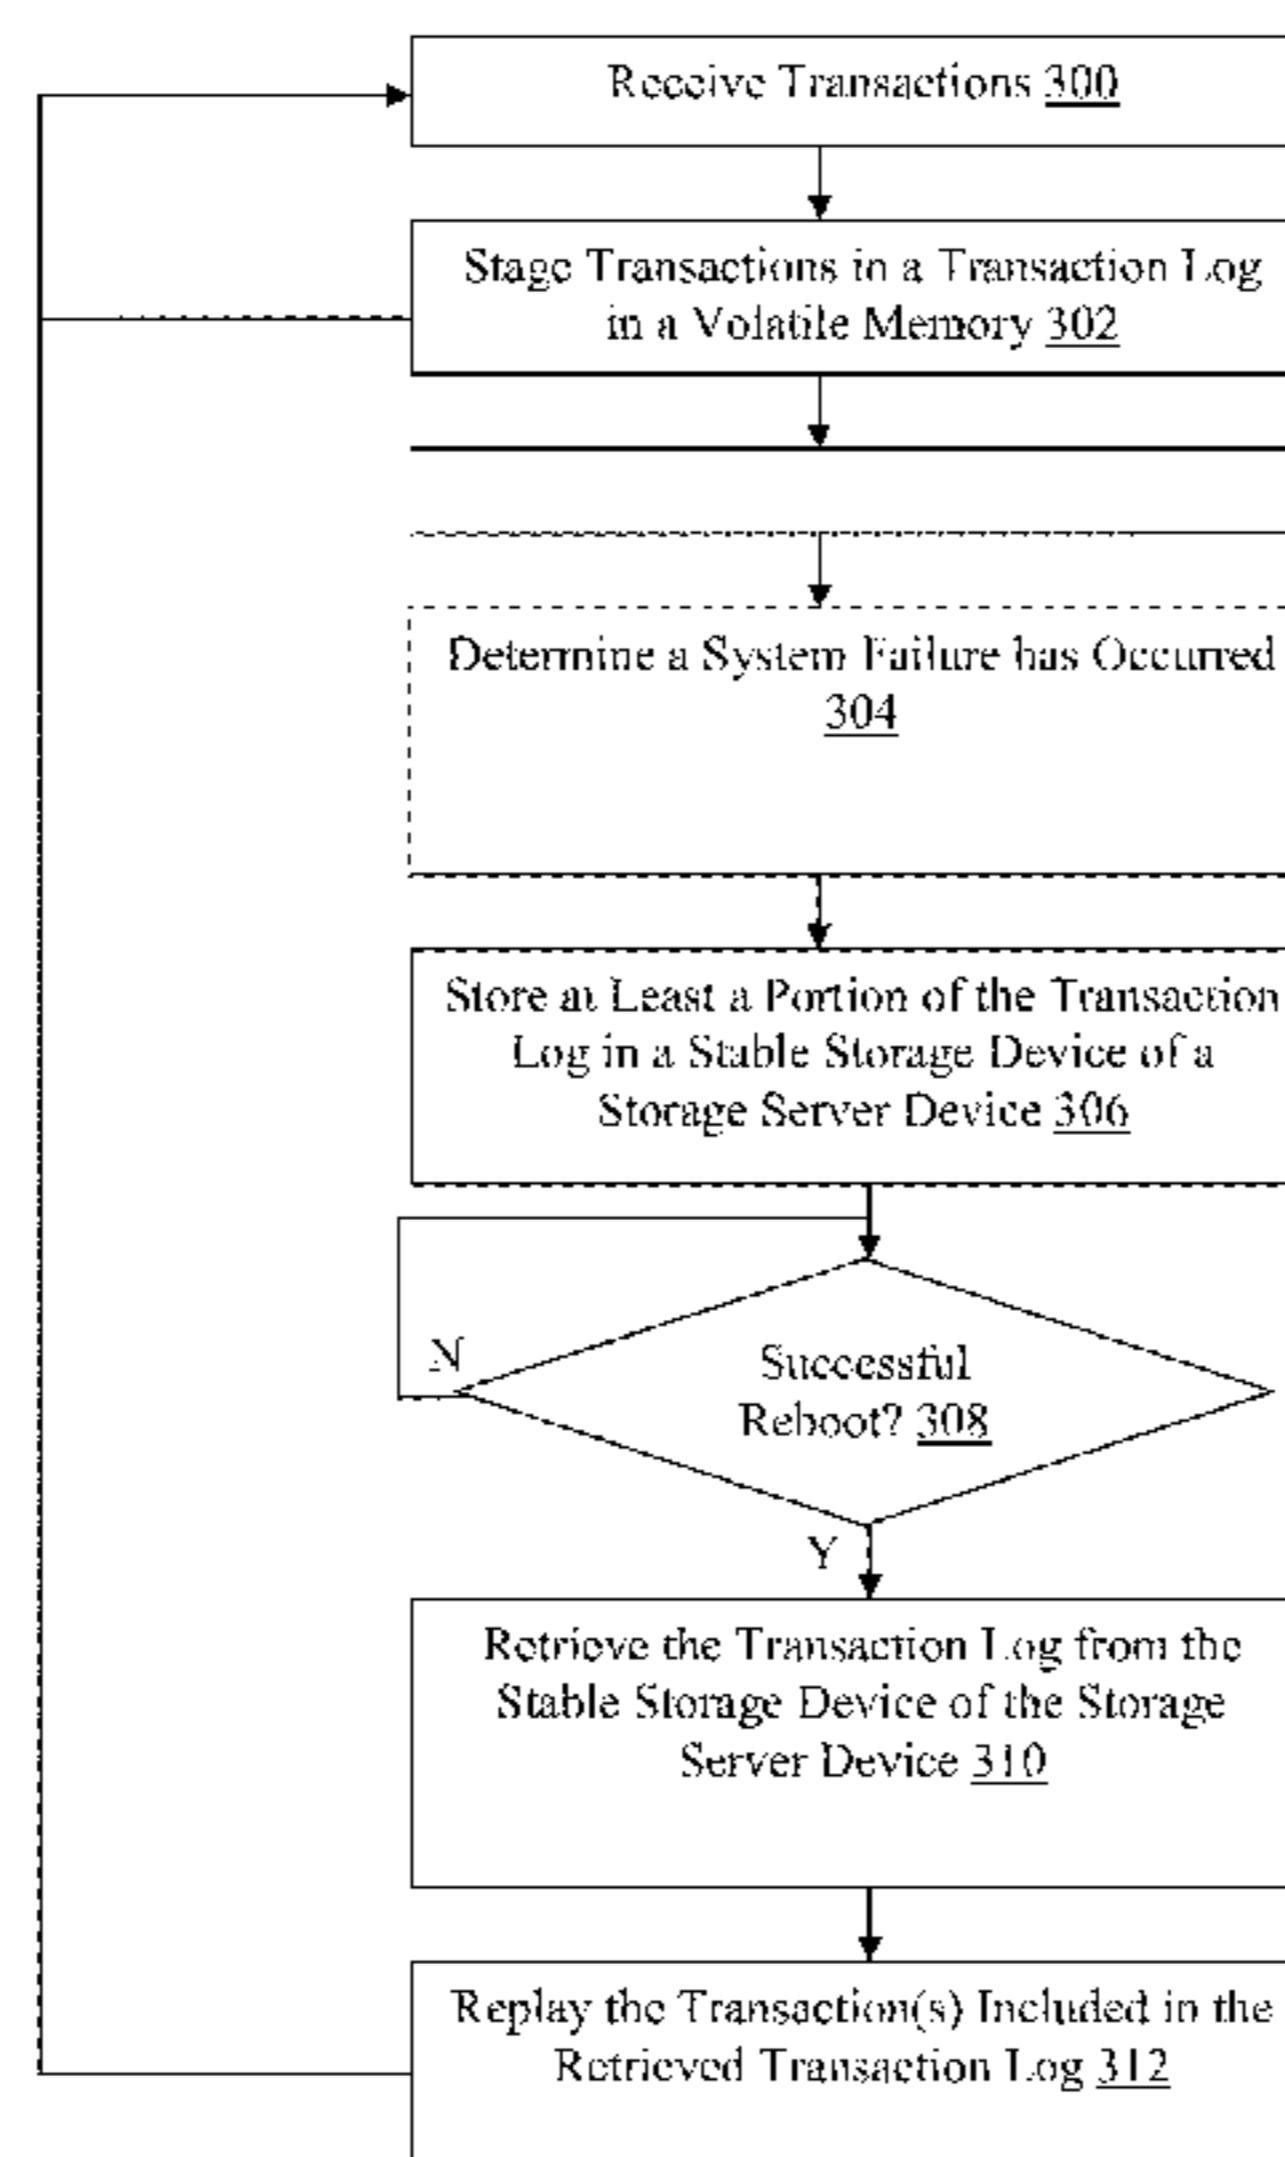 Receive Transactions 300
Stage Transactions in a Transaction Log
in a Volatile Memory 302
Determine a System Failure has Occurred
304
Store at Least a Portion of the Transaction
Log in a Stable Storage Device of a
Storage Server Device 306
N
Successful
Reboot? 308
Y
Retrieve the Transaction Log from the
Stable Storage Device of the Storage
Server Device 310
Replay the Transaction(s) Included in the
Retrieved Transaction Log 312